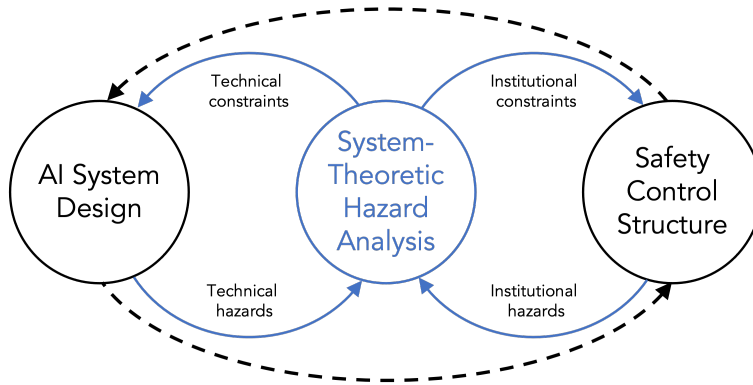 Technical
constraints
Institutional
constraints
AI System
Design
System-
Theoretic
Hazard
Analysis
Safety
Control
Structure
Technical
hazards
Institutional
hazards